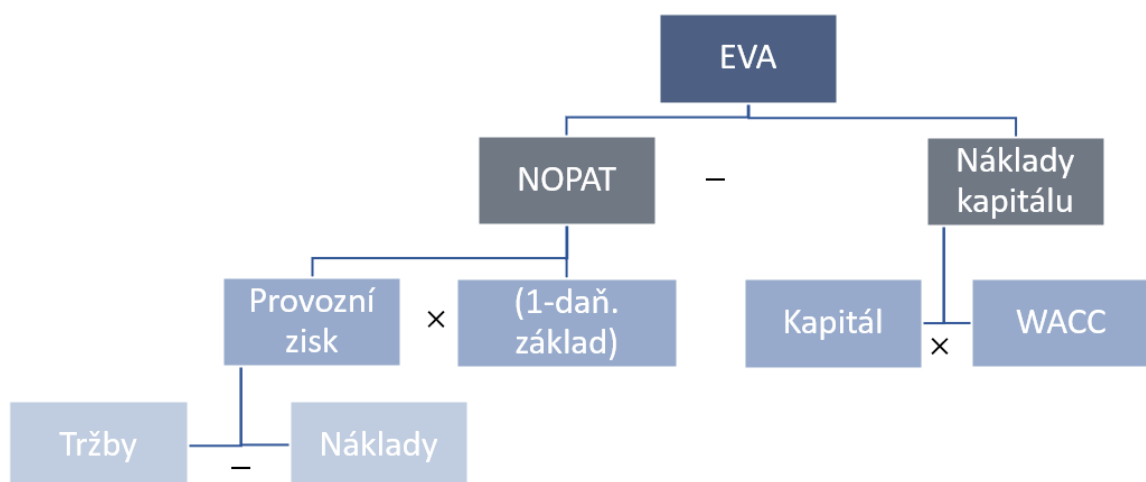 EVA
NOPAT
–
Náklady
kapitálu
Provozní
zisk
×
(1-daň.
základ)
Kapitál
×
WACC
Tržby
–
Náklady